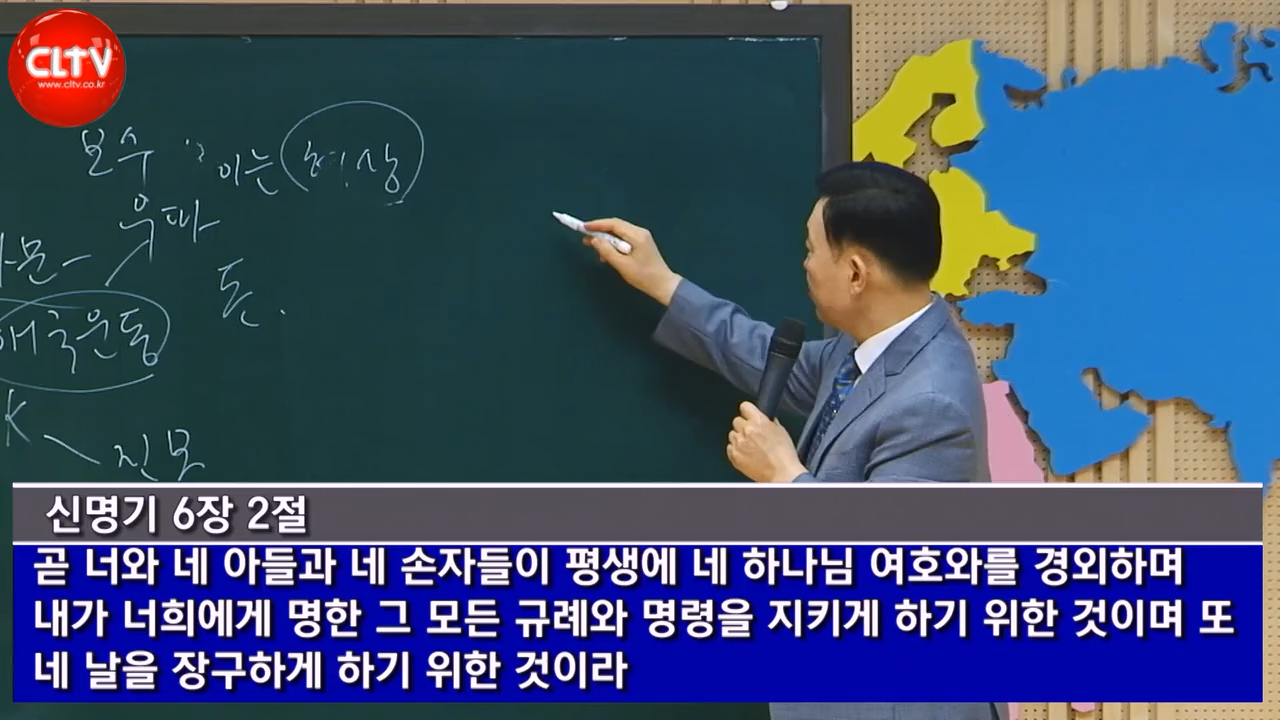 CLTV
www.cltv.co.kr
보수 이는 현상
우파
돈.
애국운동
K
진못
신명기 6장 2절
곧 너와 네 아들과 네 손자들이 평생에 네 하나님 여호와를 경외하며
내가 너희에게 명한 그 모든 규례와 명령을 지키게 하기 위한 것이며 또
네 날을 장구하게 하기 위한 것이라